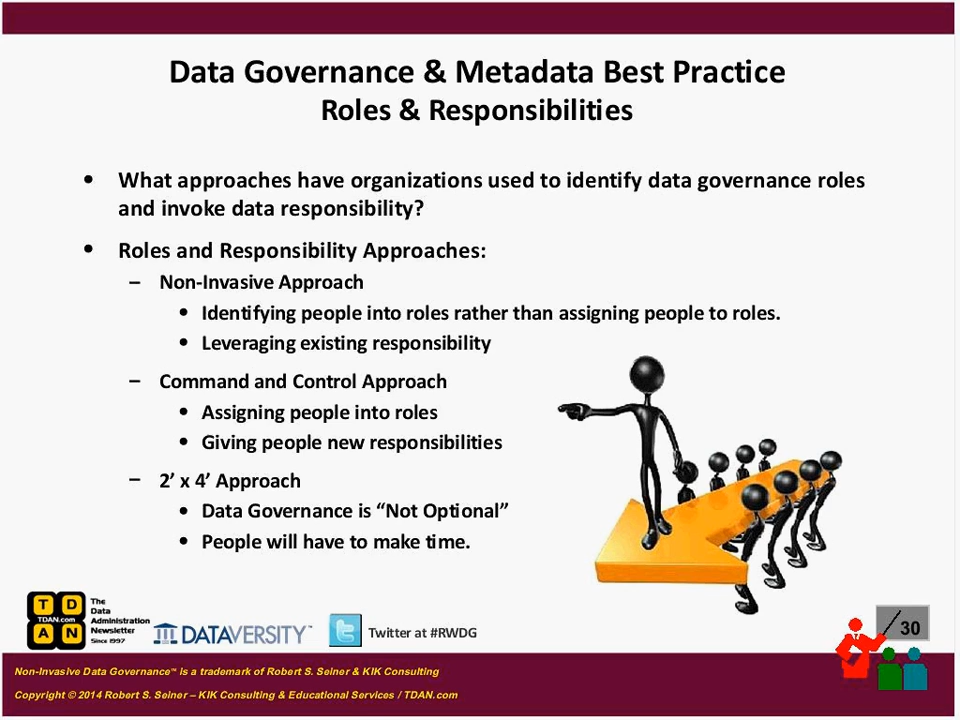 Data Governance & Metadata Best Practice
Roles & Responsibilities
• What approaches have organizations used to identify data governance roles
and invoke data responsibility?
• Roles and Responsibility Approaches:
– Non-Invasive Approach
• Identifying people into roles rather than assigning people to roles.
• Leveraging existing responsibility
– Command and Control Approach
• Assigning people into roles
• Giving people new responsibilities
– 2’ x 4’ Approach
• Data Governance is “Not Optional”
• People will have to make time.
T D
TDAN.com
A N
The
Data
Administration
Newsletter
Since 1997
DATAVERSITY™
t
Twitter at #RWDG
30
Non-Invasive Data Governance™ is a trademark of Robert S. Seiner & KIK Consulting
Copyright © 2014 Robert S. Seiner – KIK Consulting & Educational Services / TDAN.com